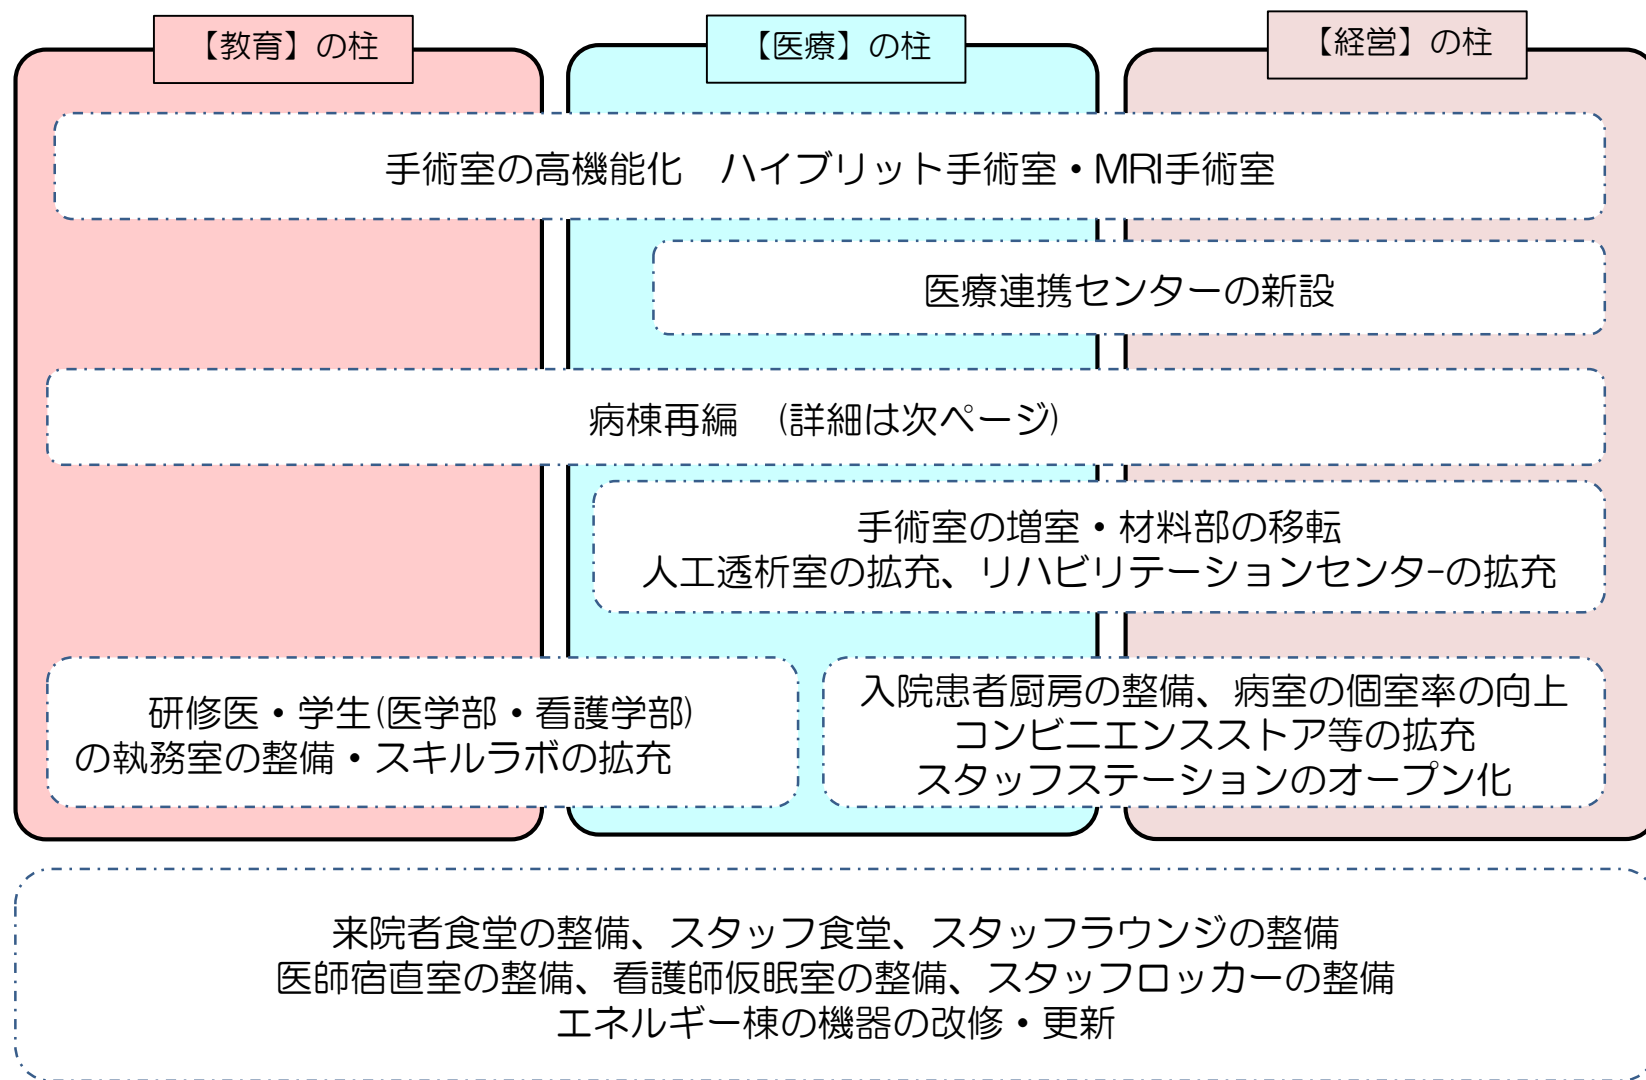 【教育】の柱
【医療】の柱
【経営】の柱
手術室の高機能化　ハイブリット手術室・MRI手術室
医療連携センターの新設
病棟再編　(詳細は次ページ)
手術室の増室・材料部の移転
人工透析室の拡充、リハビリテーションセンタ-の拡充
研修医・学生(医学部・看護学部)
の執務室の整備・スキルラボの拡充
入院患者厨房の整備、病室の個室率の向上
コンビニエンスストア等の拡充
スタッフステーションのオープン化
来院者食堂の整備、スタッフ食堂、スタッフラウンジの整備
医師宿直室の整備、看護師仮眠室の整備、スタッフロッカーの整備
エネルギー棟の機器の改修・更新